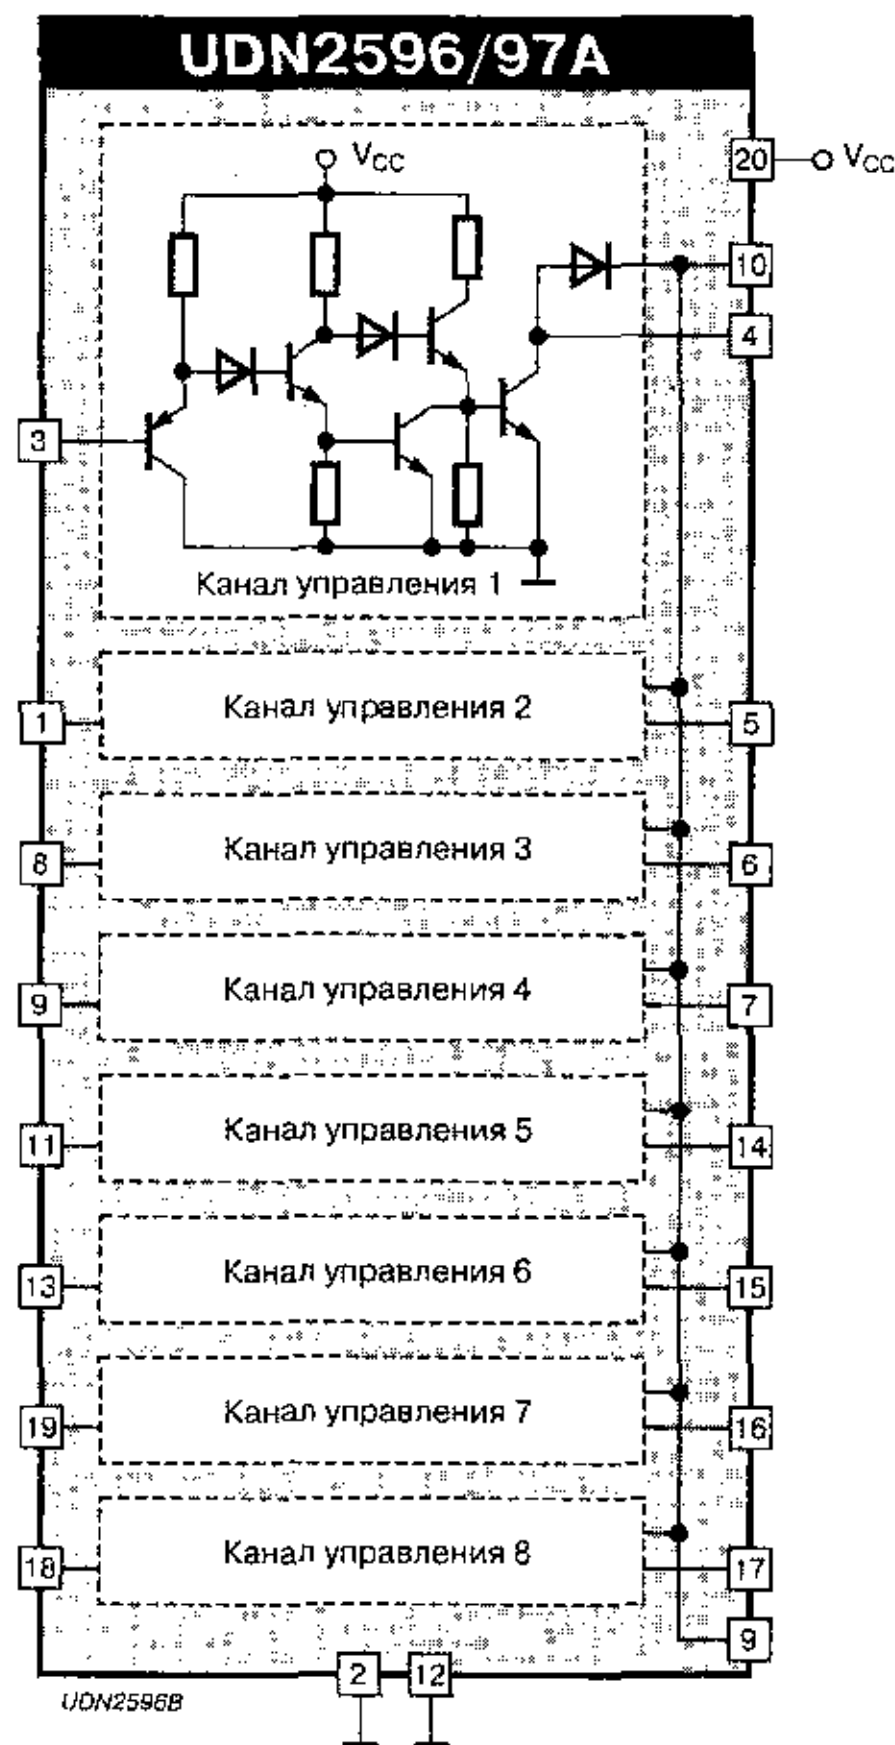 UDN2596/97A
V_CC
20 V_CC
10
4
3
Канал управления 1
1 Канал управления 2 5
8 Канал управления 3 6
9 Канал управления 4 7
11 Канал управления 5 14
13 Канал управления 6 15
19 Канал управления 7 16
18 Канал управления 8 17
9
2 12
UDN2596B